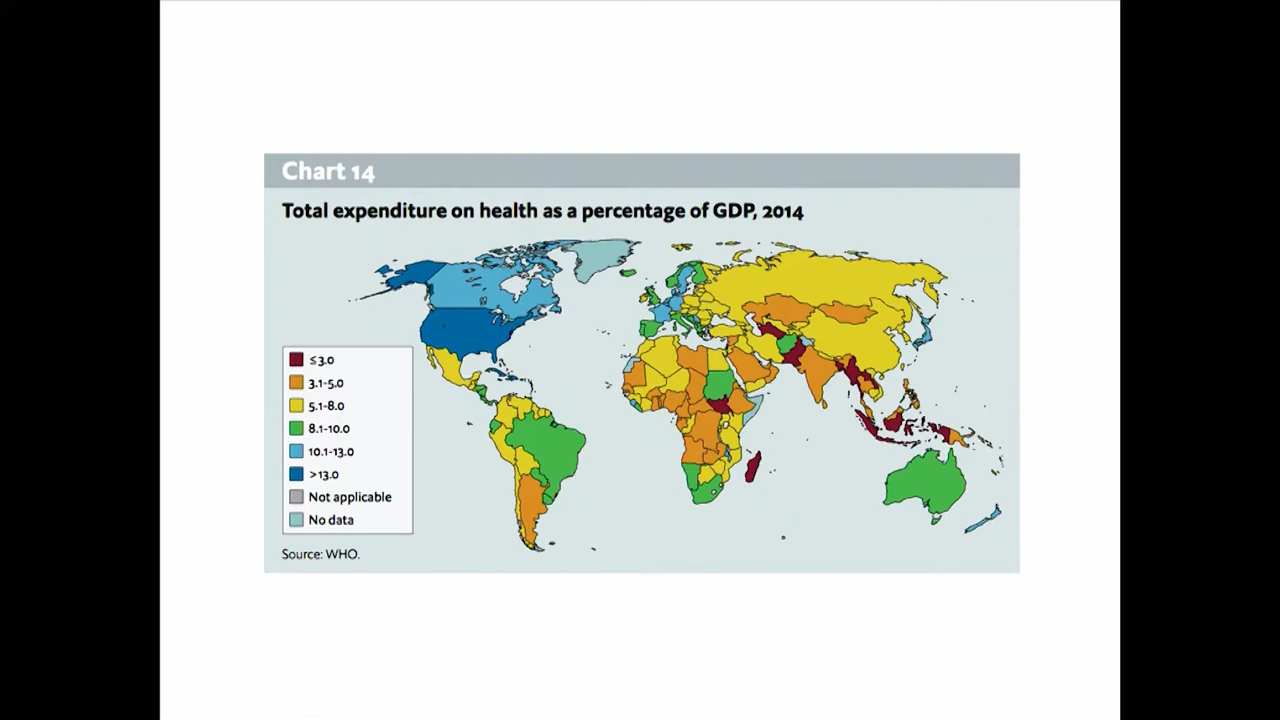 Chart 14
Total expenditure on health as a percentage of GDP, 2014
≤3.0
3.1-5.0
5.1-8.0
8.1-10.0
10.1-13.0
>13.0
Not applicable
No data
Source: WHO.